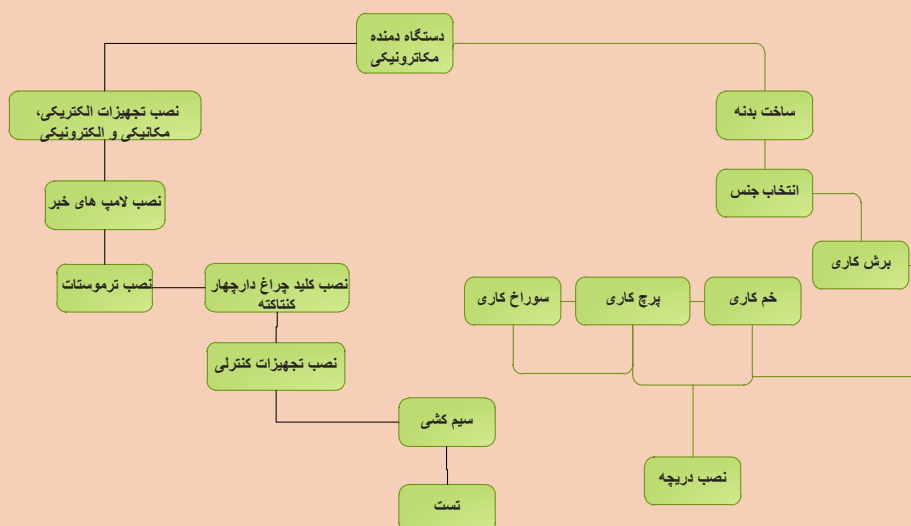 دستگاه دمنده
مکاترونیکی
ساخت بدنه
انتخاب جنس
برش کاری
خم کاری
پرچ کاری
سوراخ کاری
نصب دریچه
نصب تجهیزات الکتریکی،
مکانیکی و الکترونیکی
نصب لامپ های خبر
نصب ترموستات
نصب کلید چراغ دارچهار
کنتاکته
نصب تجهیزات کنترلی
سیم کشی
تست